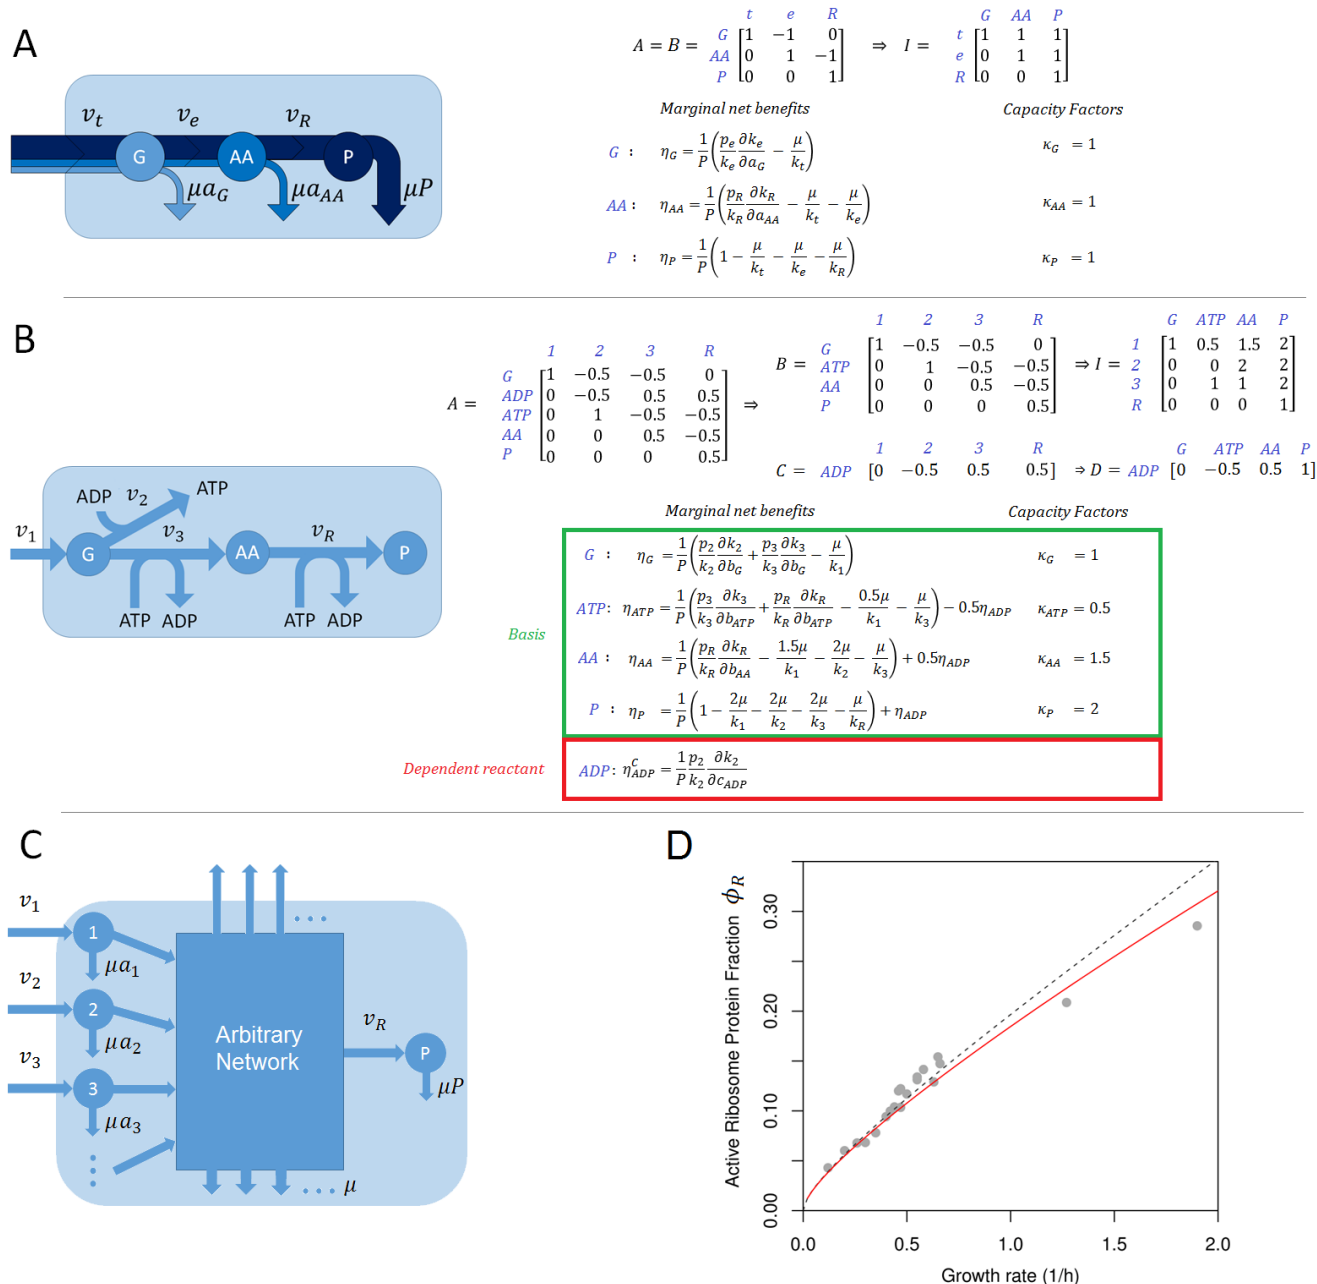 A
v_t v_e v_R
G AA P
μa_G μa_AA μP
t e R
A = B =
G [1 −1 0]
AA [0 1 −1]
P [0 0 1]
⇒ I =
G AA P
t [1 1 1]
e [0 1 1]
R [0 0 1]
Marginal net benefits Capacity Factors
G : η_G = 1/P (p_e/k_e ∂k_e/∂a_G − μ/k_t) κ_G = 1
AA : η_AA = 1/P (p_R/k_R ∂k_R/∂a_AA − μ/k_t − μ/k_e) κ_AA = 1
P : η_P = 1/P (1 − μ/k_t − μ/k_e − μ/k_R) κ_P = 1
B
ADP v_2 ATP
v_1 v_3 v_R
G AA P
ATP ADP ATP ADP
1 2 3 R
A =
G [1 −0.5 −0.5 0]
ADP [0 −0.5 0.5 0.5]
ATP [0 1 −0.5 −0.5]
AA [0 0 0.5 −0.5]
P [0 0 0 0.5]
⇒
1 2 3 R
B =
G [1 −0.5 −0.5 0]
ATP [0 1 −0.5 −0.5]
AA [0 0 0.5 −0.5]
P [0 0 0 0.5]
⇒ I =
G ATP AA P
1 [1 0.5 1.5 2]
2 [0 0 2 2]
3 [0 1 1 2]
R [0 0 0 1]
1 2 3 R
C = ADP [0 −0.5 0.5 0.5]
G ATP AA P
⇒ D = ADP [0 −0.5 0.5 1]
Marginal net benefits Capacity Factors
G : η_G = 1/P (p_2/k_2 ∂k_2/∂b_G + p_3/k_3 ∂k_3/∂b_G − μ/k_1) κ_G = 1
ATP: η_ATP = 1/P (p_3/k_3 ∂k_3/∂b_ATP + p_R/k_R ∂k_R/∂b_ATP − 0.5μ/k_1 − μ/k_3) − 0.5η_ADP κ_ATP = 0.5
Basis
AA : η_AA = 1/P (p_R/k_R ∂k_R/∂b_AA − 1.5μ/k_1 − 2μ/k_2 − μ/k_3) + 0.5η_ADP κ_AA = 1.5
P : η_P = 1/P (1 − 2μ/k_1 − 2μ/k_2 − 2μ/k_3 − μ/k_R) + η_ADP κ_P = 2
Dependent reactant
ADP: η^C_ADP = 1/P p_2/k_2 ∂k_2/∂c_ADP
C
v_1 1 μa_1
v_2 2 μa_2
v_3 3 μa_3
Arbitrary
Network
v_R
P
μP
μ
D
Active Ribosome Protein Fraction ϕ_R
0.00 0.10 0.20 0.30
0.0 0.5 1.0 1.5 2.0
Growth rate (1/h)